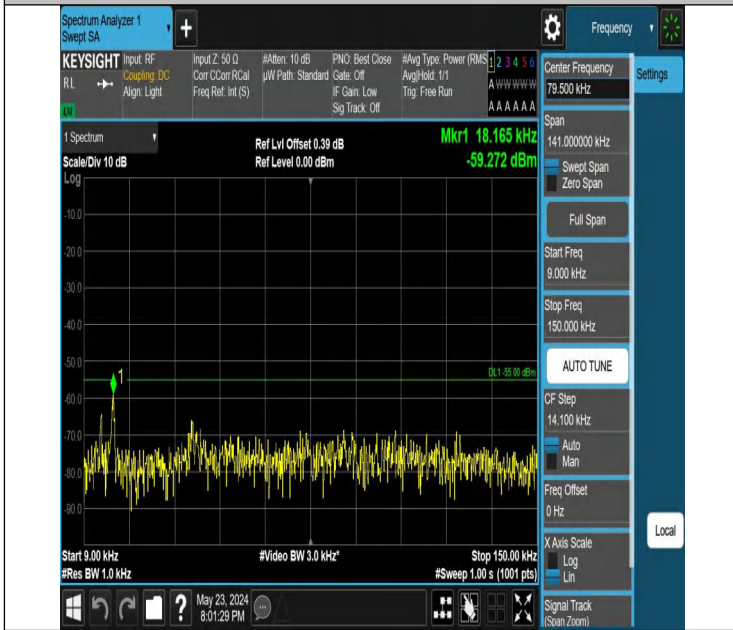 Spectrum Analyzer 1
Swept SA
+
Frequency
KEYSIGHT
RL
Input: RF
Coupling: DC
Align: Light
Input Z: 50 Ω
Corr CCorr RCal
Freq Ref: Int (S)
#Atten: 10 dB
µW Path: Standard
PNO: Best Close
Gate: Off
IF Gain: Low
Sig Track: Off
#Avg Type: Power (RMS
Avg|Hold: 1/1
Trig: Free Run
1 2 3 4 5 6
A W W W W W
A A A A A A
1 Spectrum
Scale/Div 10 dB
Log
Ref Lvl Offset 0.39 dB
Ref Level 0.00 dBm
Mkr1 18.165 kHz
-59.272 dBm
-10.0
-20.0
-30.0
-40.0
-50.0
-60.0
-70.0
-80.0
-90.0
1
DL1 -55.00 dBm
Start 9.00 kHz
#Res BW 1.0 kHz
#Video BW 3.0 kHz*
Stop 150.00 kHz
#Sweep 1.00 s (1001 pts)
Center Frequency
79.500 kHz
Span
141.000000 kHz
Swept Span
Zero Span
Full Span
Start Freq
9.000 kHz
Stop Freq
150.000 kHz
AUTO TUNE
CF Step
14.100 kHz
Auto
Man
Freq Offset
0 Hz
X Axis Scale
Log
Lin
Signal Track
(Span Zoom)
Settings
Local
?
May 23, 2024
8:01:29 PM